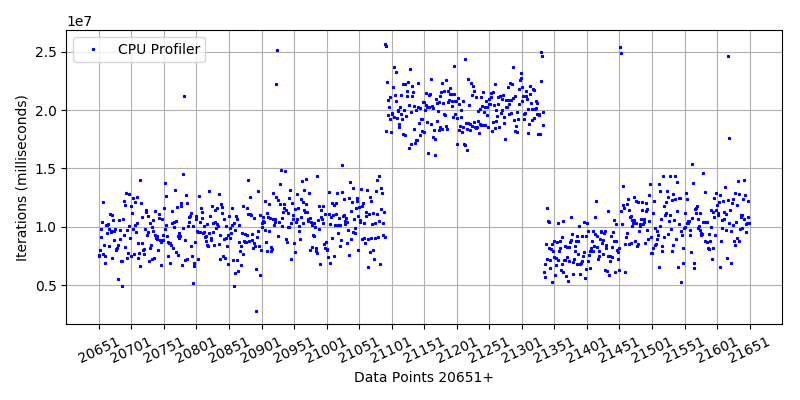 1e7
CPU Profiler
2.5
2.0
1.5
1.0
0.5
Iterations (milliseconds)
20651 20701 20751 20801 20851 20901 20951 21001 21051 21101 21151 21201 21251 21301 21351 21401 21451 21501 21551 21601 21651
Data Points 20651+